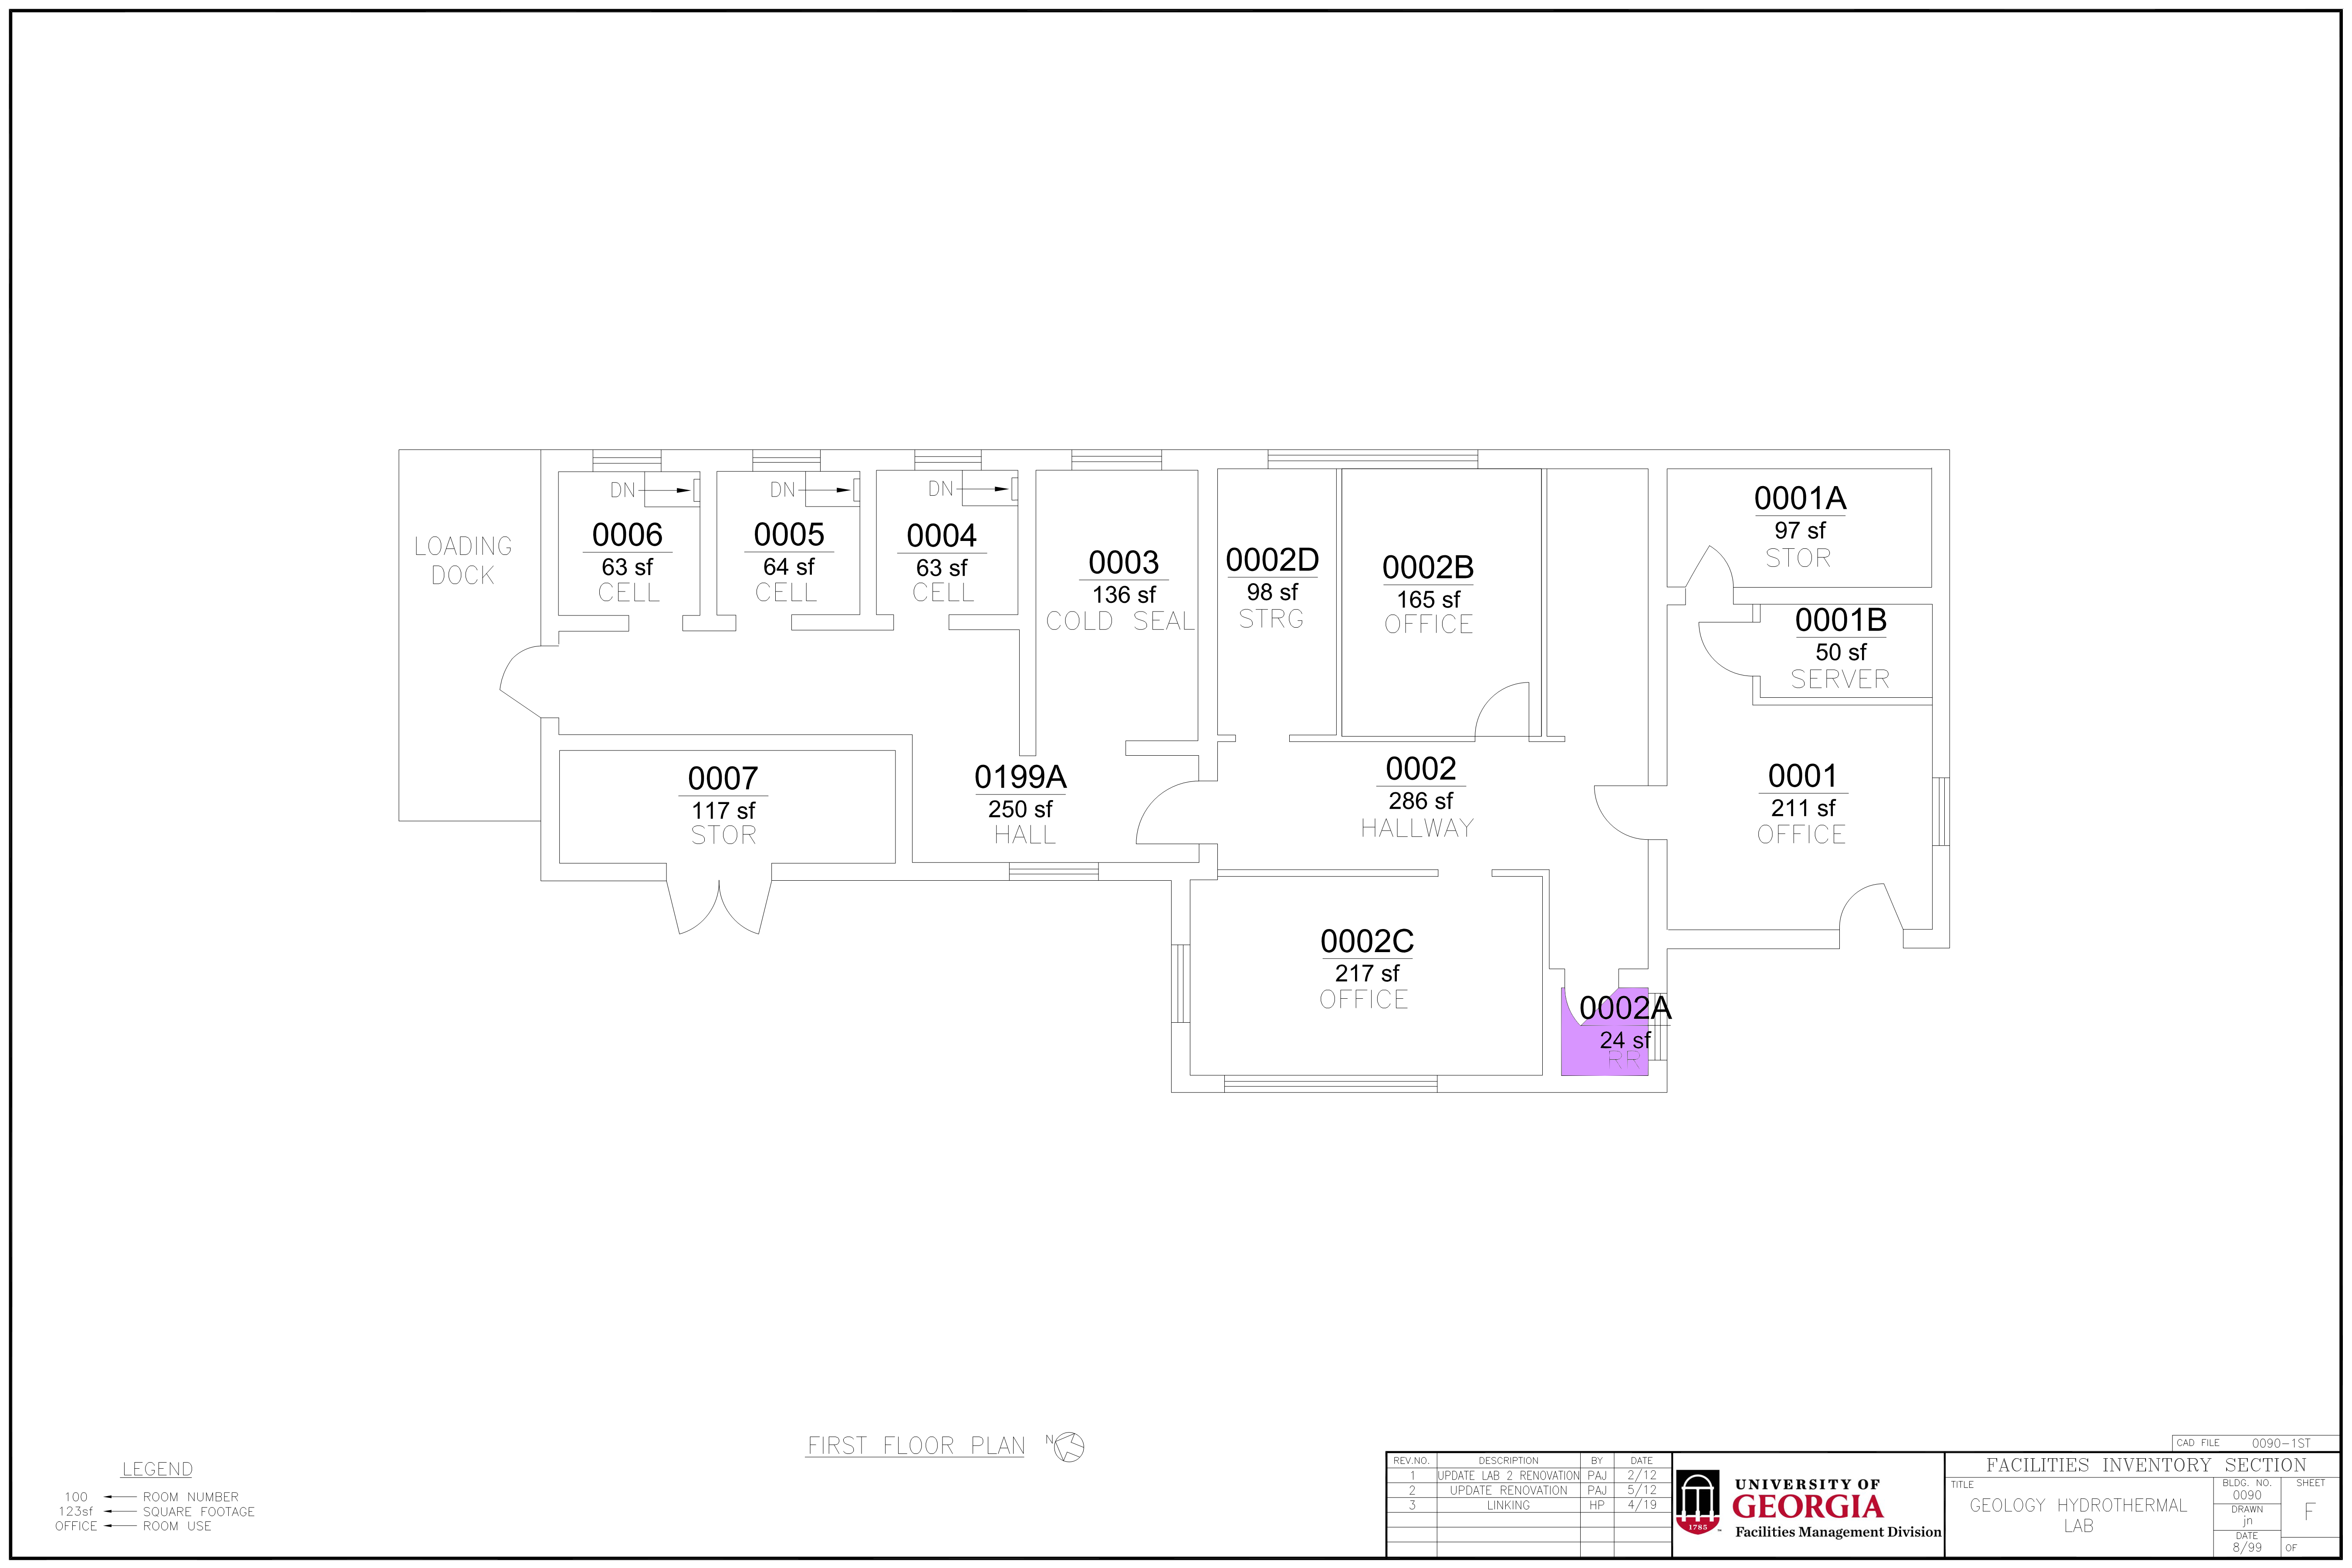 LOADING
DOCK
DN
0006
63 sf
CELL
DN
0005
64 sf
CELL
DN
0004
63 sf
CELL
0003
136 sf
COLD SEAL
0002D
98 sf
STRG
0002B
165 sf
OFFICE
0001A
97 sf
STOR
0001B
50 sf
SERVER
0007
117 sf
STOR
0199A
250 sf
HALL
0002
286 sf
HALLWAY
0001
211 sf
OFFICE
0002C
217 sf
OFFICE
0002A
24 sf
RR
FIRST FLOOR PLAN N
LEGEND
100 ROOM NUMBER
123sf SQUARE FOOTAGE
OFFICE ROOM USE
REV.NO. DESCRIPTION BY DATE
1 UPDATE LAB 2 RENOVATION PAJ 2/12
2 UPDATE RENOVATION PAJ 5/12
3 LINKING HP 4/19
1785
UNIVERSITY OF
GEORGIA
Facilities Management Division
CAD FILE 0090-1ST
FACILITIES INVENTORY SECTION
TITLE
GEOLOGY HYDROTHERMAL
LAB
BLDG. NO.
0090
DRAWN
jn
DATE
8/99
SHEET
F
OF